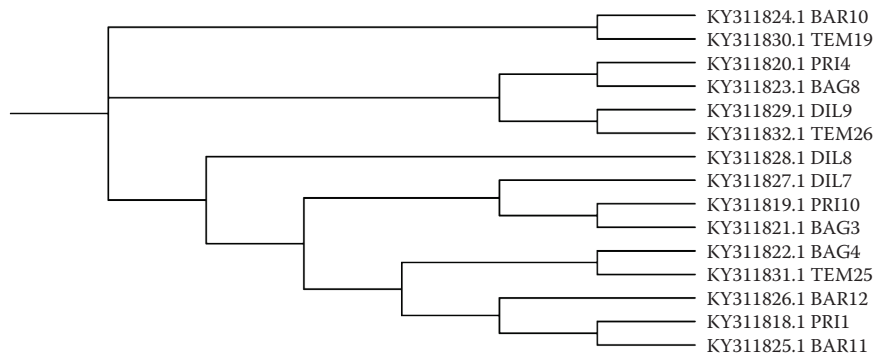 KY311824.1 BAR10
KY311830.1 TEM19
KY311820.1 PRI4
KY311823.1 BAG8
KY311829.1 DIL9
KY311832.1 TEM26
KY311828.1 DIL8
KY311827.1 DIL7
KY311819.1 PRI10
KY311821.1 BAG3
KY311822.1 BAG4
KY311831.1 TEM25
KY311826.1 BAR12
KY311818.1 PRI1
KY311825.1 BAR11